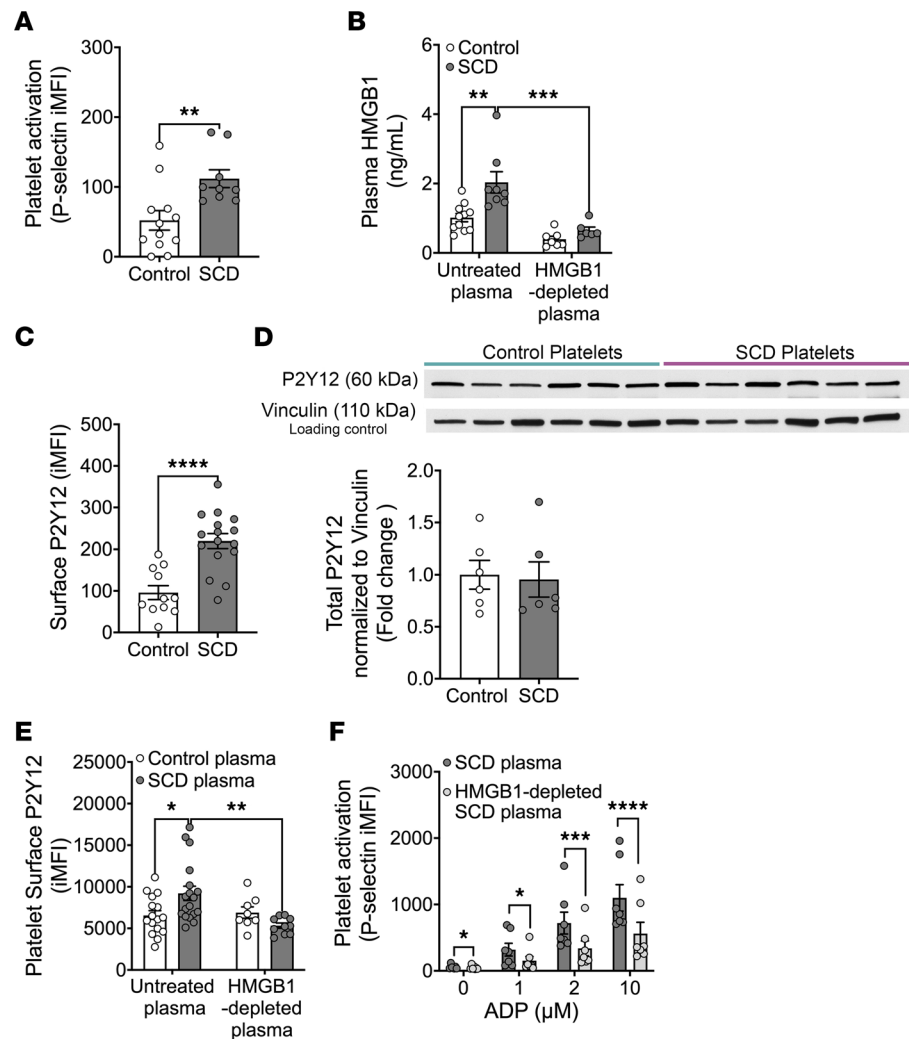 A
Platelet activation
(P-selectin iMFI)
300
200
100
0
**
Control
SCD
B
Plasma HMGB1
(ng/mL)
6
4
2
0
Control
SCD
**
***
Untreated
plasma
HMGB1
-depleted
plasma
C
Surface P2Y12 (iMFI)
500
400
300
200
100
0
****
Control
SCD
D
Control Platelets
SCD Platelets
P2Y12 (60 kDa)
Vinculin (110 kDa)
Loading control
Total P2Y12
normalized to Vinculin
(Fold change )
2.0
1.5
1.0
0.5
0.0
Control
SCD
E
Platelet Surface P2Y12
(iMFI)
25000
20000
15000
10000
5000
0
Control plasma
SCD plasma
*
**
Untreated
plasma
HMGB1
-depleted
plasma
F
Platelet activation
(P-selectin iMFI)
3000
2000
1000
0
SCD plasma
HMGB1-depleted
SCD plasma
*
*
***
****
0
1
2
10
ADP (µM)